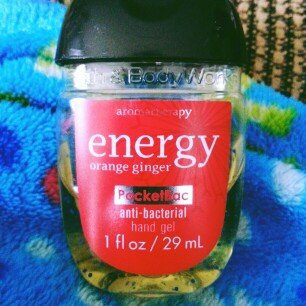 Bath & Body Works
aromatherapy
energy
orange ginger
PocketBac
anti-bacterial
hand gel
1 fl oz / 29 mL